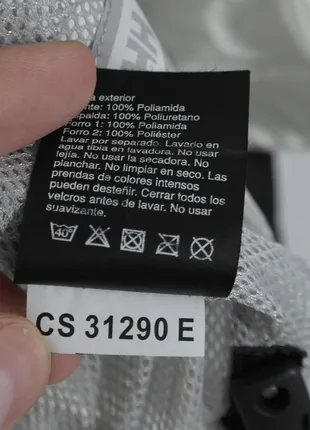 exterior
100% Poliamida
100% Poliuretano
Forro 1: 100% Poliamida
Forro 2: 100% Poliéster
Lavar por separado. Lavado en
agua tibia en lavadora. No usar
lejía. No usar la secadora. No
planchar. No limpiar en seco. Las
prendas de colores intensos
pueden desteñir. Cerrar todos los
velcros antes de lavar. No usar
suavizante.
40°
CS 31290 E